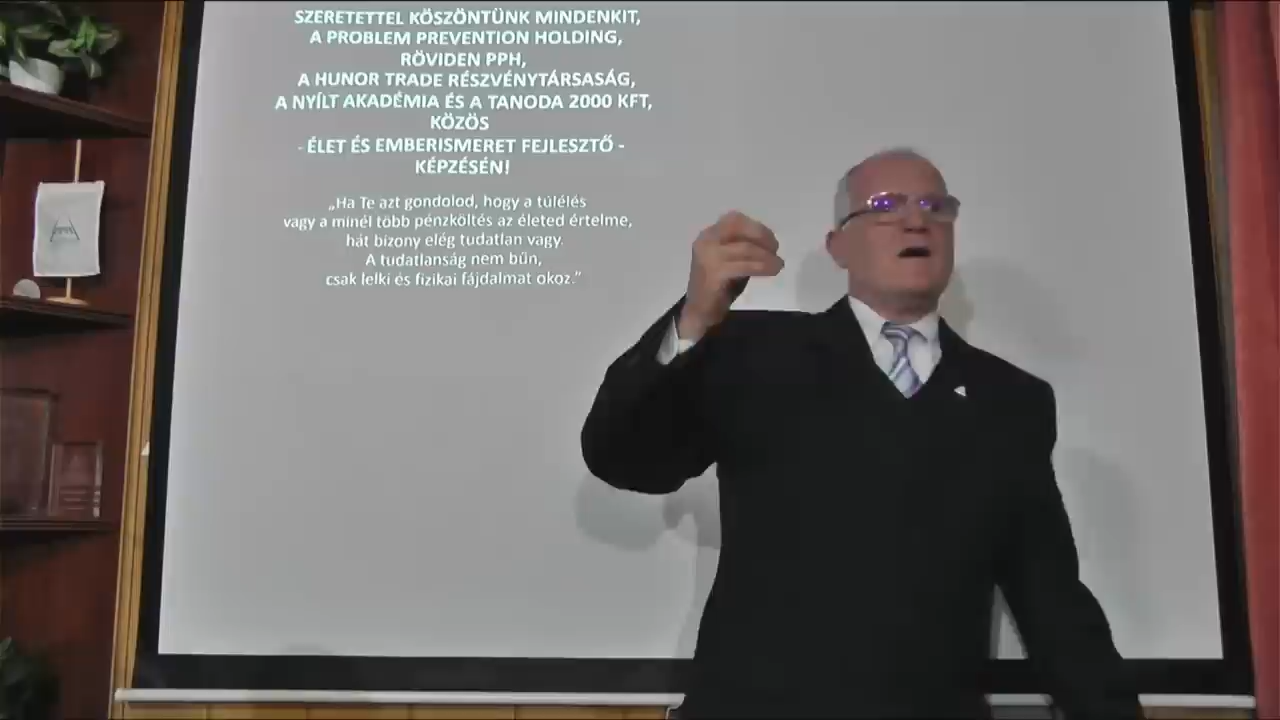 SZERETETTEL KÖSZÖNTÜNK MINDENKIT,
A PROBLEM PREVENTION HOLDING,
RÖVIDEN PPH,
A HUNOR TRADE RÉSZVÉNYTÁRSASÁG,
A NYÍLT AKADÉMIA ÉS A TANODA 2000 KFT,
KÖZÖS
- ÉLET ÉS EMBERISMERET FEJLESZTŐ -
KÉPZÉSÉN!
„Ha Te azt gondolod, hogy a túlélés
vagy a minél több pénzköltés az életed értelme,
hát bizony elég tudatlan vagy.
A tudatlanság nem bűn,
csak lelki és fizikai fájdalmat okoz.”